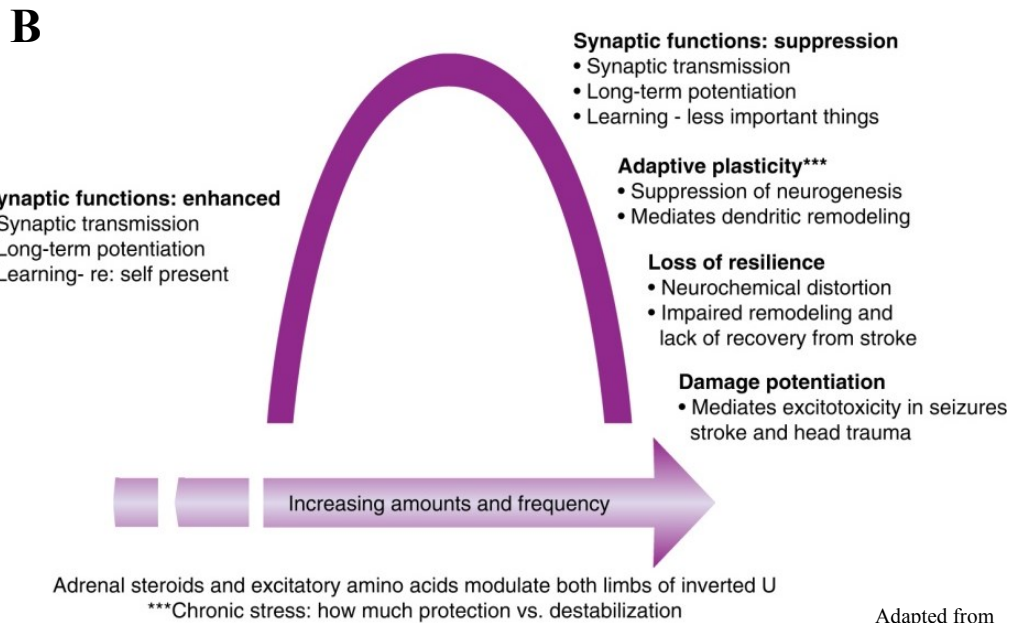 B
Synaptic functions: suppression
• Synaptic transmission
• Long-term potentiation
• Learning - less important things
Adaptive plasticity***
• Suppression of neurogenesis
• Mediates dendritic remodeling
ynaptic functions: enhanced
Synaptic transmission
Long-term potentiation
Learning- re: self present
Loss of resilience
• Neurochemical distortion
• Impaired remodeling and
lack of recovery from stroke
Damage potentiation
• Mediates excitotoxicity in seizures
stroke and head trauma
Increasing amounts and frequency
Adrenal steroids and excitatory amino acids modulate both limbs of inverted U
***Chronic stress: how much protection vs. destabilization
Adapted from